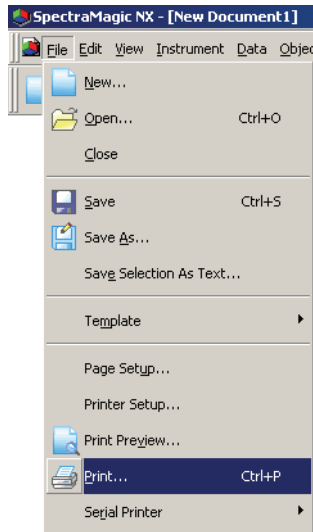 SpectraMagic NX - [New Document1]
File Edit View Instrument Data Objec
New...
Open... Ctrl+O
Close
Save Ctrl+S
Save As...
Save Selection As Text...
Template
Page Setup...
Printer Setup...
Print Preview...
Print... Ctrl+P
Serial Printer